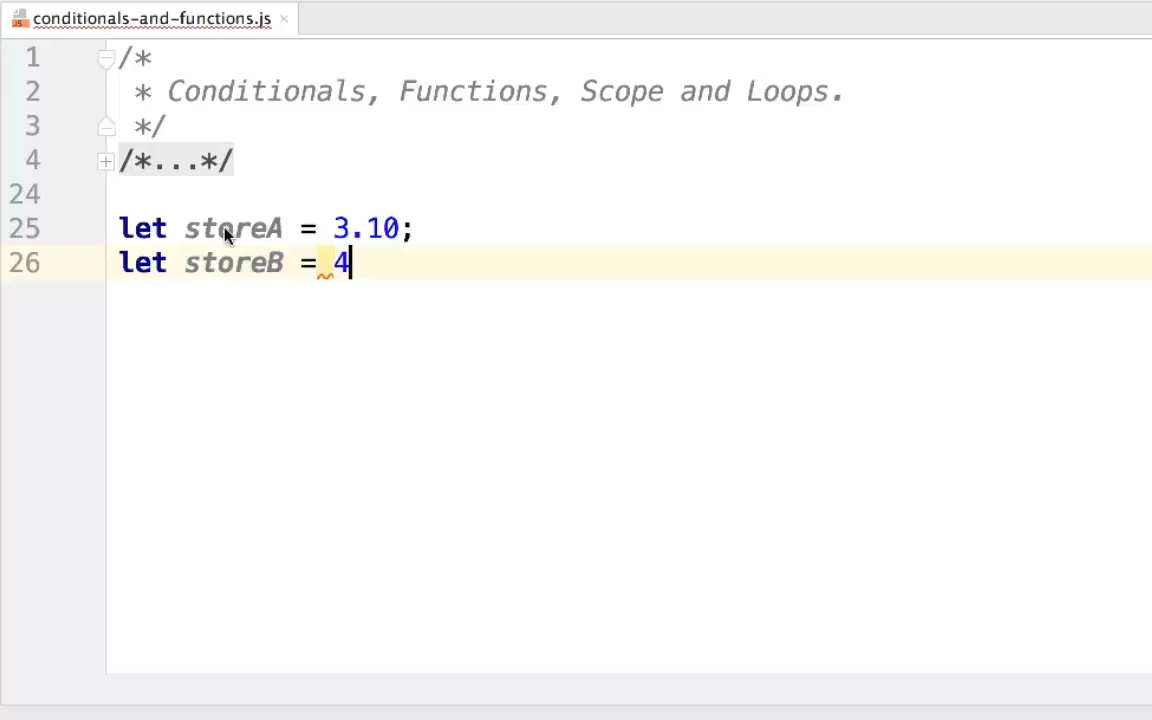 conditionals-and-functions.js
1 /*
2 * Conditionals, Functions, Scope and Loops.
3 */
4 /*...*/
24
25 let storeA = 3.10;
26 let storeB = 4